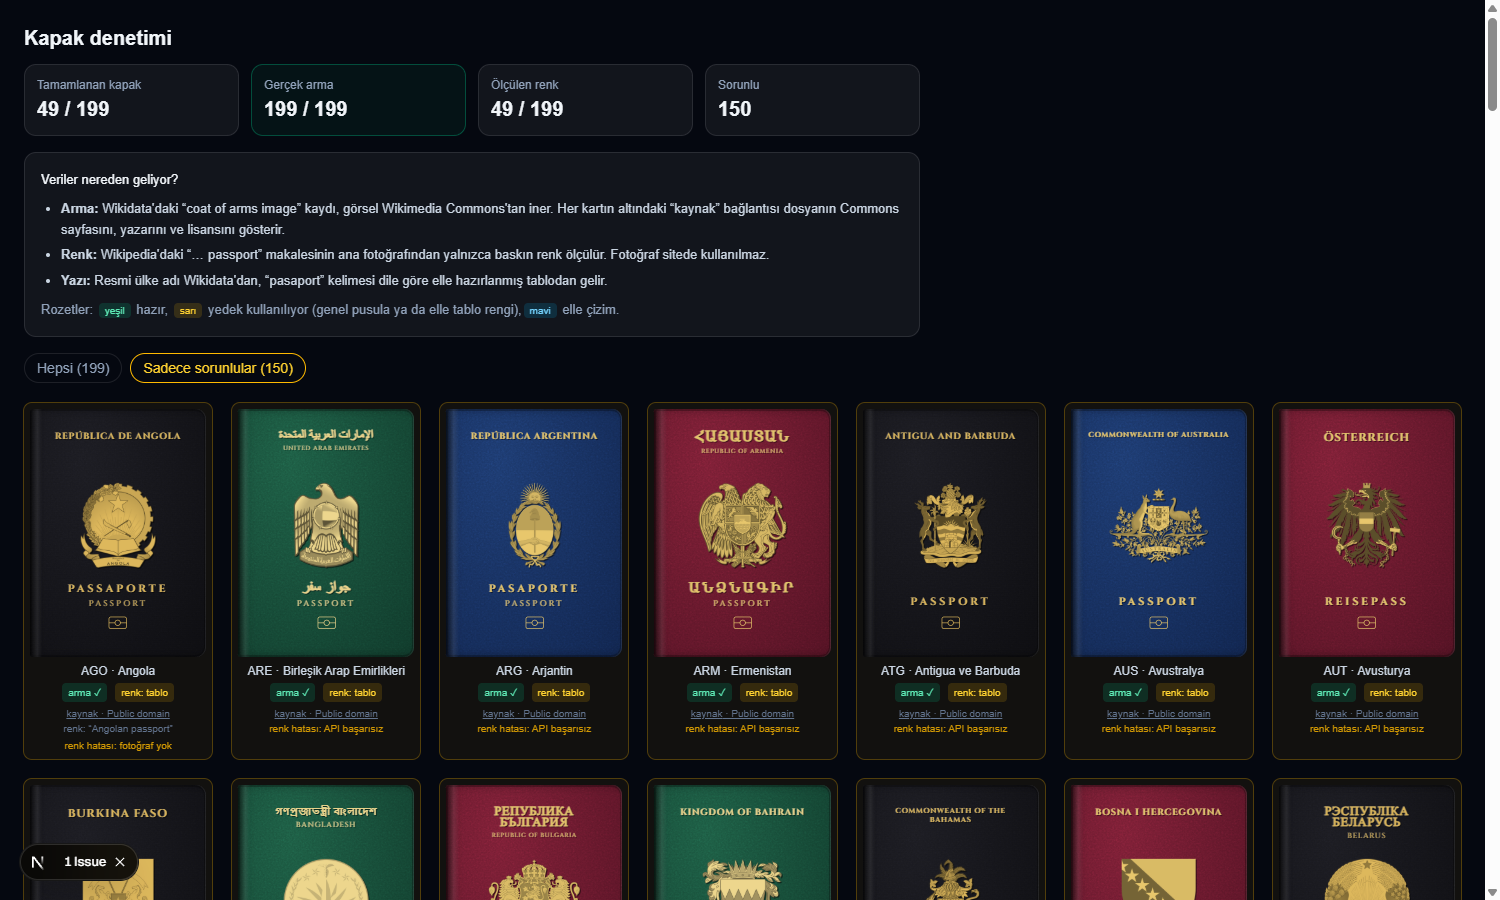 Kapak denetimi
Tamamlanan kapak
49 / 199
Gerçek arma
199 / 199
Ölçülen renk
49 / 199
Sorunlu
150
Veriler nereden geliyor?
• Arma: Wikidata'daki “coat of arms image” kaydı, görsel Wikimedia Commons'tan iner. Her kartın altındaki “kaynak” bağlantısı dosyanın Commons
sayfasını, yazarını ve lisansını gösterir.
• Renk: Wikipedia'daki “... passport” makalesinin ana fotoğrafından yalnızca baskın renk ölçülür. Fotoğraf sitede kullanılmaz.
• Yazı: Resmi ülke adı Wikidata'dan, “pasaport” kelimesi dile göre elle hazırlanmış tablodan gelir.
Rozetler: yeşil hazır, sarı yedek kullanılıyor (genel pusula ya da elle tablo rengi), mavi elle çizim.
Hepsi (199)
Sadece sorunlular (150)
REPÚBLICA DE ANGOLA
ANGOLA
PASSAPORTE
PASSPORT
AGO · Angola
arma ✓ renk: tablo
kaynak · Public domain
renk: “Angolan passport”
renk hatası: fotoğraf yok
الإمارات العربية المتحدة
UNITED ARAB EMIRATES
جواز سفر
PASSPORT
ARE · Birleşik Arap Emirlikleri
arma ✓ renk: tablo
kaynak · Public domain
renk hatası: API başarısız
REPÚBLICA ARGENTINA
PASAPORTE
PASSPORT
ARG · Arjantin
arma ✓ renk: tablo
kaynak · Public domain
renk hatası: API başarısız
ՀԱՅԱՍՏԱՆ
REPUBLIC OF ARMENIA
ԱՆՁՆԱԳԻՐ
PASSPORT
ARM · Ermenistan
arma ✓ renk: tablo
kaynak · Public domain
renk hatası: API başarısız
ANTIGUA AND BARBUDA
PASSPORT
ATG · Antigua ve Barbuda
arma ✓ renk: tablo
kaynak · Public domain
renk hatası: API başarısız
COMMONWEALTH OF AUSTRALIA
PASSPORT
AUS · Avustralya
arma ✓ renk: tablo
kaynak · Public domain
renk hatası: API başarısız
ÖSTERREICH
REISEPASS
AUT · Avusturya
arma ✓ renk: tablo
kaynak · Public domain
renk hatası: API başarısız
BURKINA FASO
গণপ্রজাতন্ত্রী বাংলাদেশ
BANGLADESH
РЕПУБЛИКА
БЪЛГАРИЯ
REPUBLIC OF BULGARIA
KINGDOM OF BAHRAIN
COMMONWEALTH OF THE
BAHAMAS
BOSNA I HERCEGOVINA
РЭСПУБЛІКА
БЕЛАРУСЬ
BELARUS
N 1 Issue ×